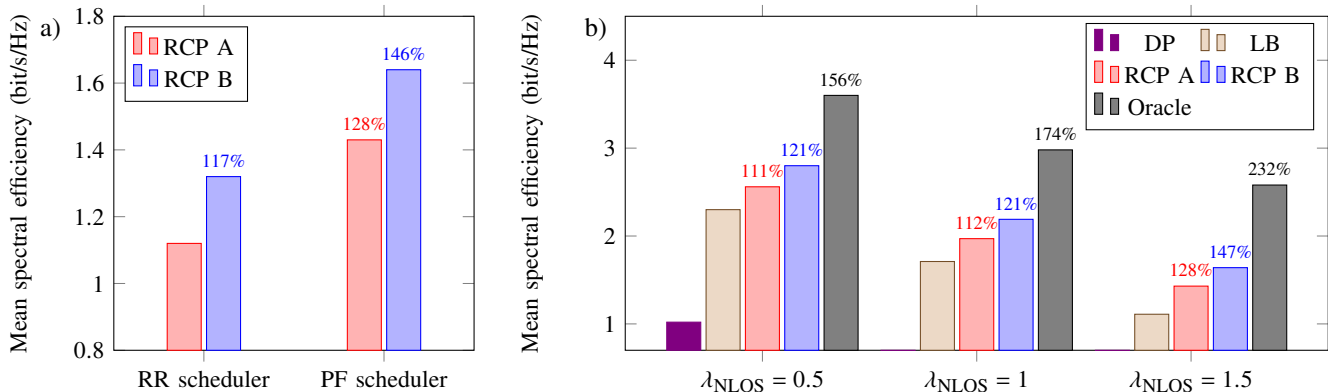 a)
Mean spectral efficiency (bit/s/Hz)
1.8
1.6
1.4
1.2
1
0.8
RCP A
RCP B
117%
128%
146%
RR scheduler
PF scheduler
b)
Mean spectral efficiency (bit/s/Hz)
4
3
2
1
DP
LB
RCP A
RCP B
Oracle
111%
121%
156%
112%
121%
174%
128%
147%
232%
λNLOS = 0.5
λNLOS = 1
λNLOS = 1.5